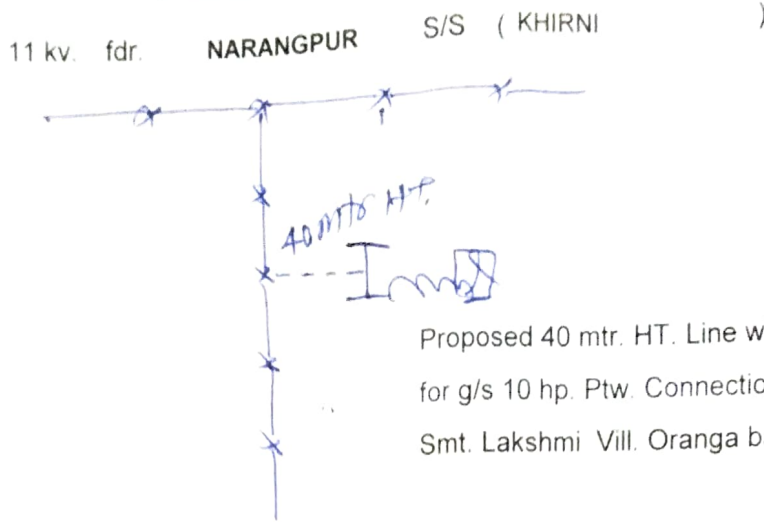 11 kv. fdr. NARANGPUR S/S ( KHIRNI )
40 Mtr HT.
Proposed 40 mtr. HT. Line w
for g/s 10 hp. Ptw. Connectio
Smt. Lakshmi Vill. Oranga b